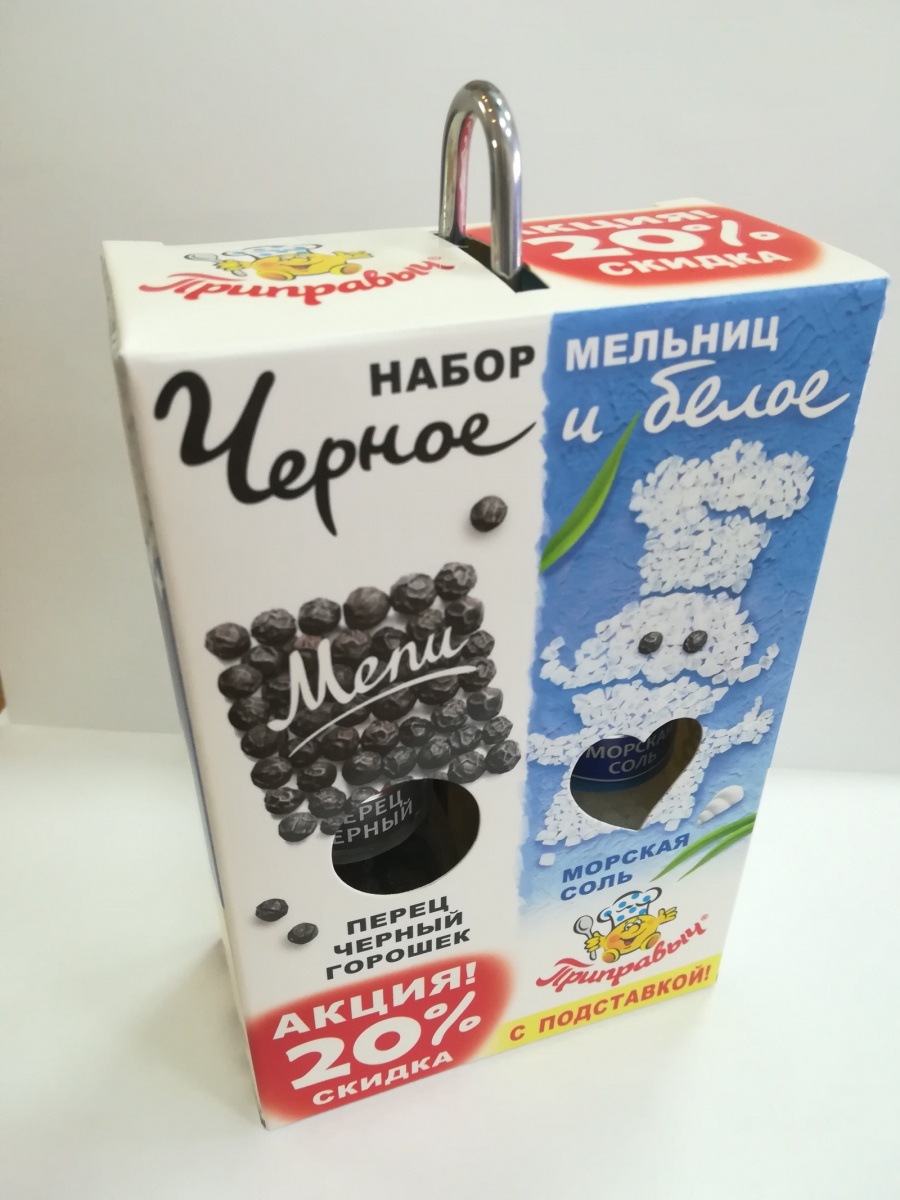 Приправыч®
АКЦИЯ!
20%
СКИДКА
НАБОР МЕЛЬНИЦ
Черное и белое
Menu
МОРСКАЯ
СОЛЬ
ПЕРЕЦ
ЧЕРНЫЙ
МОРСКАЯ
СОЛЬ
ПЕРЕЦ
ЧЕРНЫЙ
ГОРОШЕК
Приправыч®
АКЦИЯ!
20%
СКИДКА
С ПОДСТАВКОЙ!